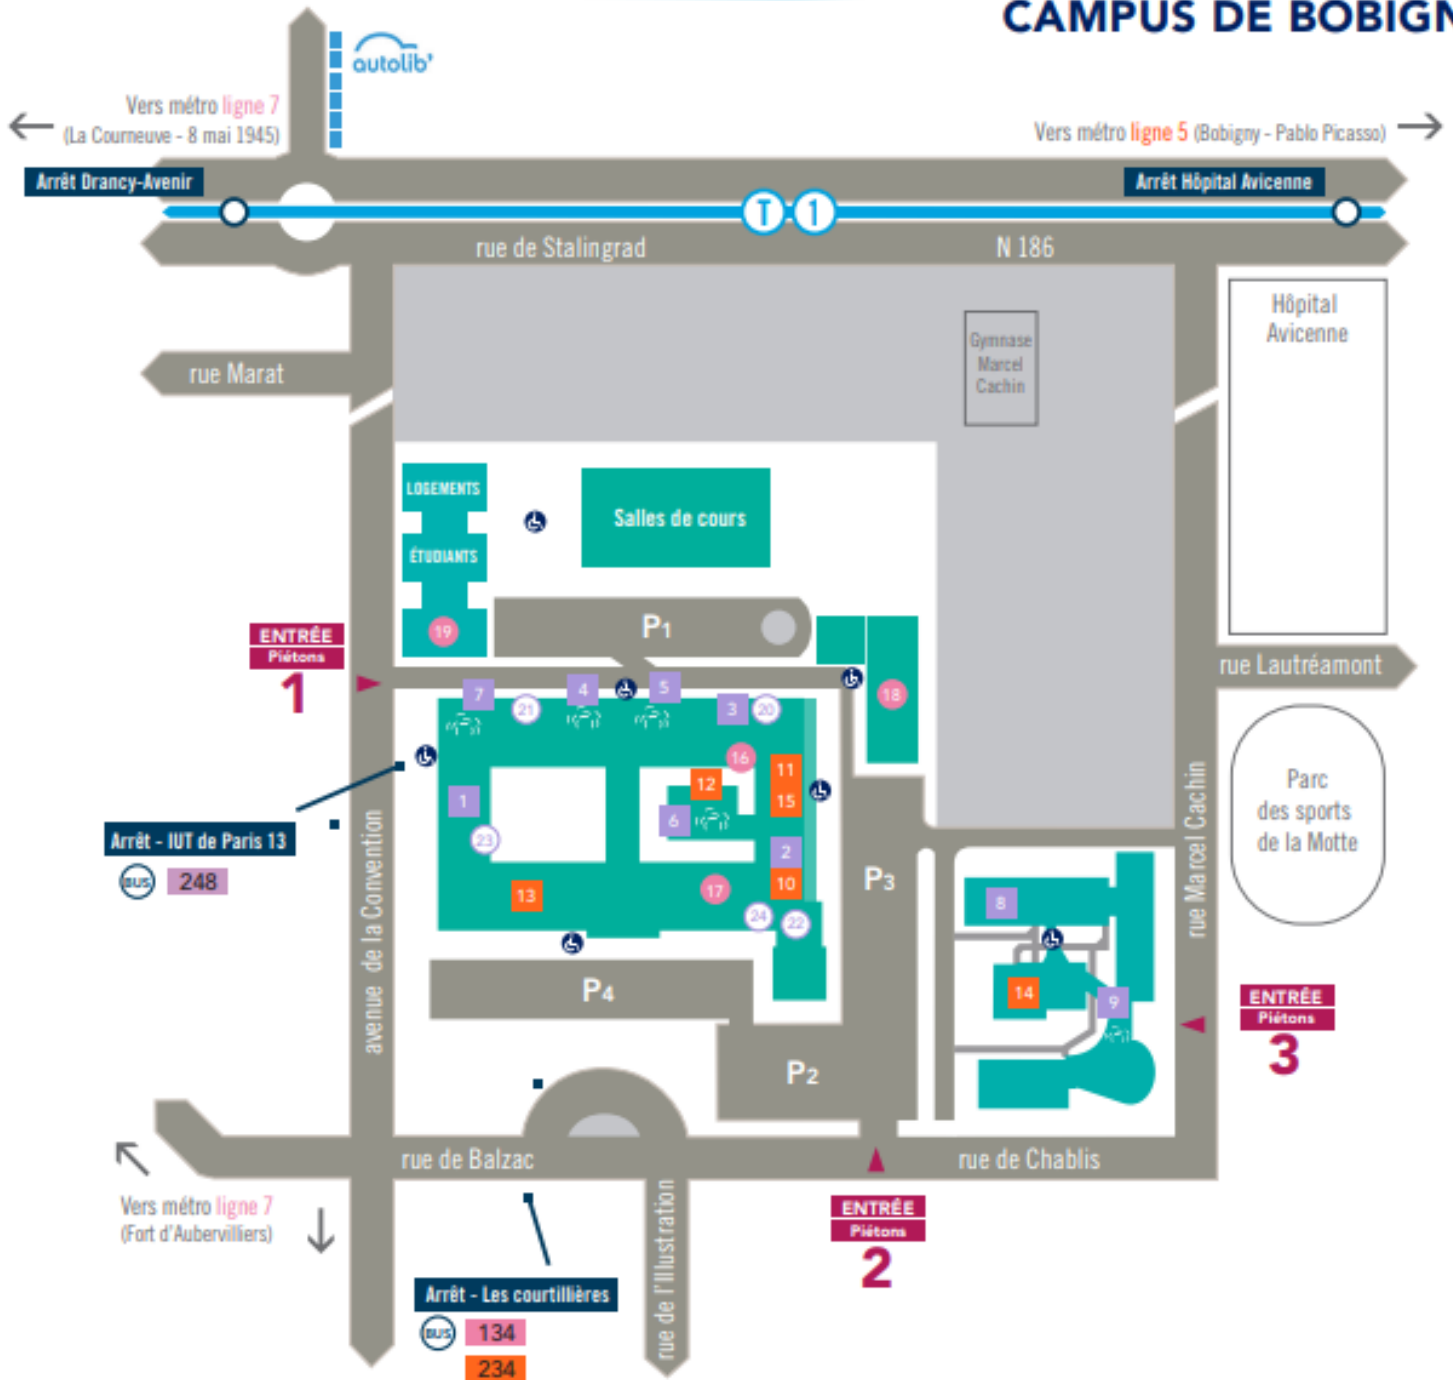 CAMPUS DE BOBIGN
autolib'
Vers métro ligne 7
(La Courneuve - 8 mai 1945)
Vers métro ligne 5 (Bobigny - Pablo Picasso)
Arrêt Drancy-Avenir
Arrêt Hôpital Avicenne
T 1
rue de Stalingrad
N 186
Hôpital
Avicenne
Gymnase
Marcel
Cachin
rue Marat
LOGEMENTS
ÉTUDIANTS
Salles de cours
19
P1
ENTRÉE
Piétons
1
rue Lautréamont
7
21
4
5
3
20
18
16
11
12
15
1
6
23
2
13
17
10
24
22
P3
Parc
des sports
de la Motte
rue Marcel Cachin
Arrêt - IUT de Paris 13
BUS 248
avenue de la Convention
8
14
9
P4
ENTRÉE
Piétons
3
P2
rue de Balzac
rue de Chablis
Vers métro ligne 7
(Fort d'Aubervilliers)
rue de l'Illustration
ENTRÉE
Piétons
2
Arrêt - Les courtillières
BUS 134
234